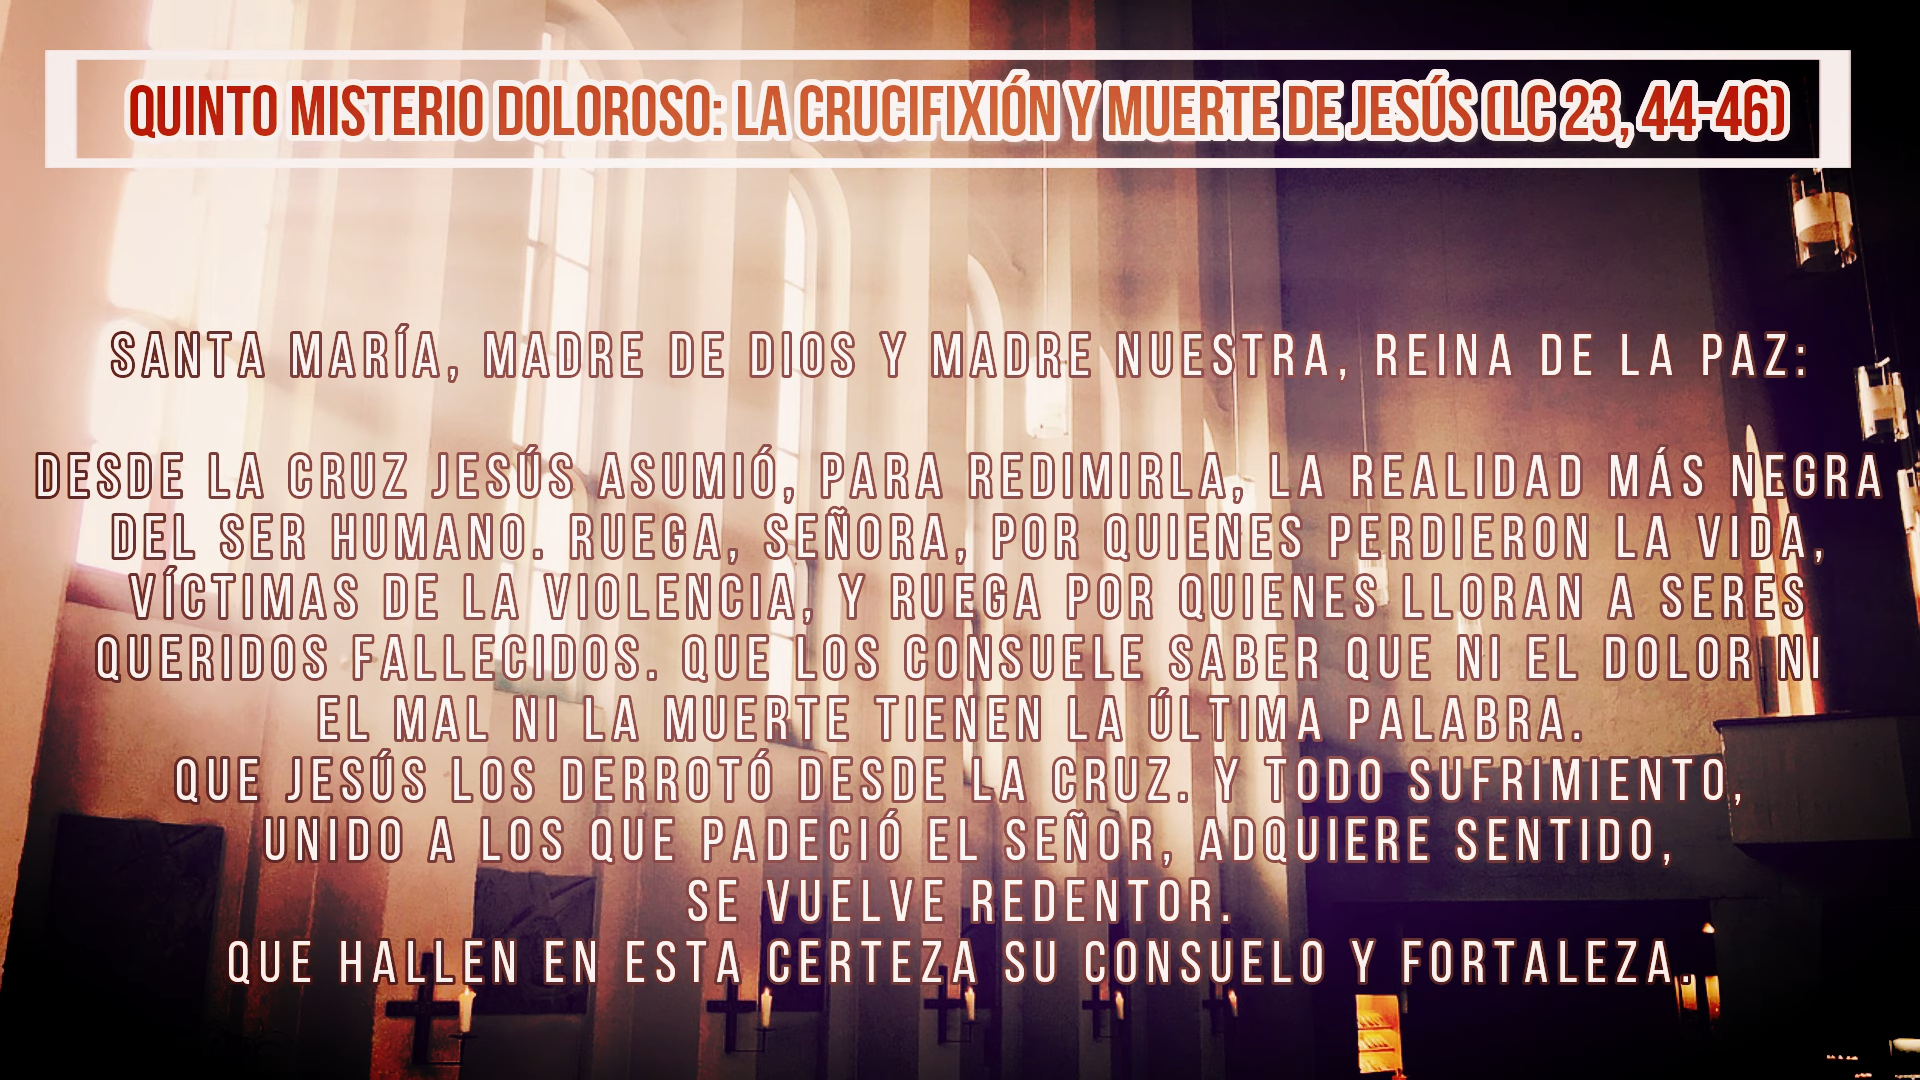 QUINTO MISTERIO DOLOROSO: LA CRUCIFIXIÓN Y MUERTE DE JESÚS (LC 23, 44-46)
SANTA MARÍA, MADRE DE DIOS Y MADRE NUESTRA, REINA DE LA PAZ:
DESDE LA CRUZ JESÚS ASUMIÓ, PARA REDIMIRLA, LA REALIDAD MÁS NEGRA
DEL SER HUMANO. RUEGA, SEÑORA, POR QUIENES PERDIERON LA VIDA,
VÍCTIMAS DE LA VIOLENCIA, Y RUEGA POR QUIENES LLORAN A SERES
QUERIDOS FALLECIDOS. QUE LOS CONSUELE SABER QUE NI EL DOLOR NI
EL MAL NI LA MUERTE TIENEN LA ÚLTIMA PALABRA.
QUE JESÚS LOS DERROTÓ DESDE LA CRUZ. Y TODO SUFRIMIENTO,
UNIDO A LOS QUE PADECIÓ EL SEÑOR, ADQUIERE SENTIDO,
SE VUELVE REDENTOR.
QUE HALLEN EN ESTA CERTEZA SU CONSUELO Y FORTALEZA.